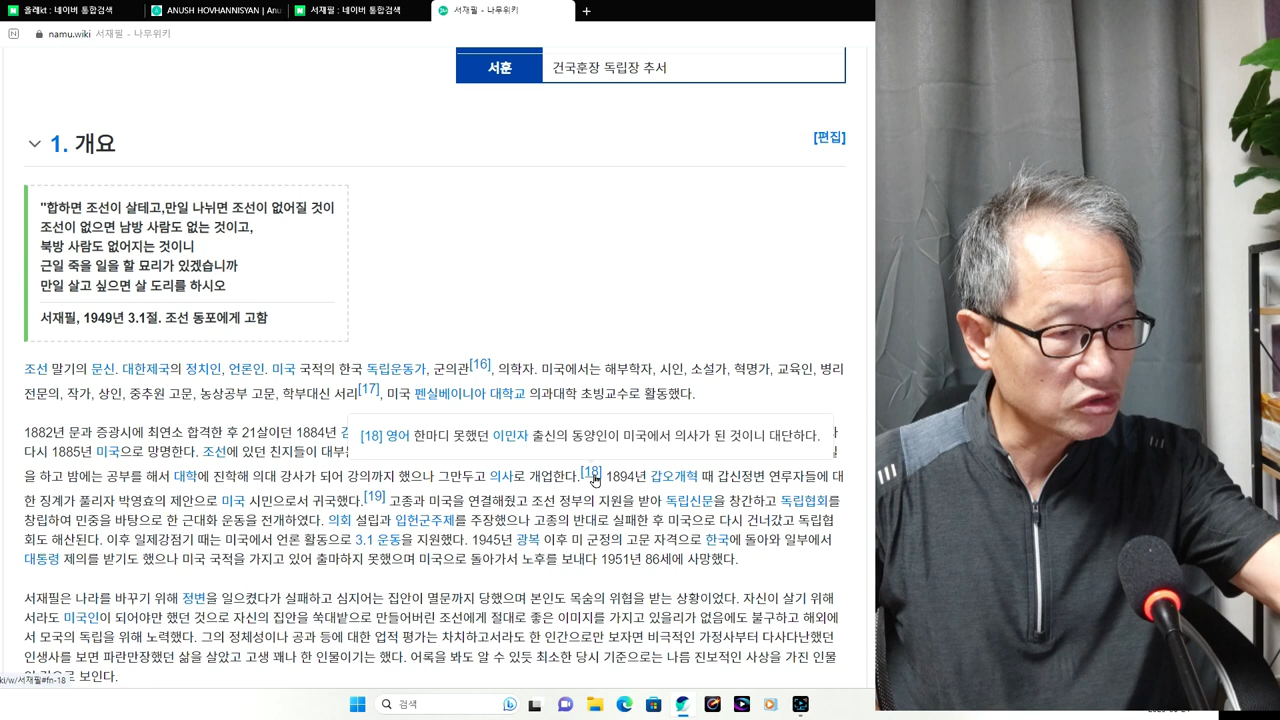 올레kt : 네이버 통합검색
ANUSH HOVHANNISYAN | Anu
서재필 : 네이버 통합검색
서재필 - 나무위키
namu.wiki 서재필 - 나무위키
서훈 건국훈장 독립장 추서
1. 개요 [편집]
"합하면 조선이 살테고,만일 나뉘면 조선이 없어질 것이
조선이 없으면 남방 사람도 없는 것이고,
북방 사람도 없어지는 것이니
근일 죽을 일을 할 묘리가 있겠습니까
만일 살고 싶으면 살 도리를 하시오
서재필, 1949년 3.1절. 조선 동포에게 고함
조선 말기의 문신. 대한제국의 정치인, 언론인. 미국 국적의 한국 독립운동가, 군의관[16], 의학자. 미국에서는 해부학자, 시인, 소설가, 혁명가, 교육인, 병리
전문의, 작가, 상인, 중추원 고문, 농상공부 고문, 학부대신 서리[17], 미국 펜실베이니아 대학교 의과대학 초빙교수로 활동했다.
1882년 문과 증광시에 최연소 합격한 후 21살이던 1884년
[18] 영어 한마디 못했던 이민자 출신의 동양인이 미국에서 의사가 된 것이니 대단하다.
다시 1885년 미국으로 망명한다. 조선에 있던 친지들이 대부
을 하고 밤에는 공부를 해서 대학에 진학해 의대 강사가 되어 강의까지 했으나 그만두고 의사로 개업한다.[18] 1894년 갑오개혁 때 갑신정변 연루자들에 대
한 징계가 풀리자 박영효의 제안으로 미국 시민으로서 귀국했다.[19] 고종과 미국을 연결해줬고 조선 정부의 지원을 받아 독립신문을 창간하고 독립협회를
창립하여 민중을 바탕으로 한 근대화 운동을 전개하였다. 의회 설립과 입헌군주제를 주장했으나 고종의 반대로 실패한 후 미국으로 다시 건너갔고 독립협
회도 해산된다. 이후 일제강점기 때는 미국에서 언론 활동으로 3.1 운동을 지원했다. 1945년 광복 이후 미 군정의 고문 자격으로 한국에 돌아와 일부에서
대통령 제의를 받기도 했으나 미국 국적을 가지고 있어 출마하지 못했으며 미국으로 돌아가서 노후를 보내다 1951년 86세에 사망했다.
서재필은 나라를 바꾸기 위해 정변을 일으켰다가 실패하고 심지어는 집안이 멸문까지 당했으며 본인도 목숨의 위협을 받는 상황이었다. 자신이 살기 위해
서라도 미국인이 되어야만 했던 것으로 자신의 집안을 쑥대밭으로 만들어버린 조선에게 절대로 좋은 이미지를 가지고 있을리가 없음에도 불구하고 해외에
서 모국의 독립을 위해 노력했다. 그의 정체성이나 공과 등에 대한 업적 평가는 차치하고서라도 한 인간으로만 보자면 비극적인 가정사부터 다사다난했던
인생사를 보면 파란만장했던 삶을 살았고 고생 꽤나 한 인물이기는 했다. 어록을 봐도 알 수 있듯 최소한 당시 기준으로는 나름 진보적인 사상을 가진 인물
보인다.
ki/w/서재필#fn-18
검색